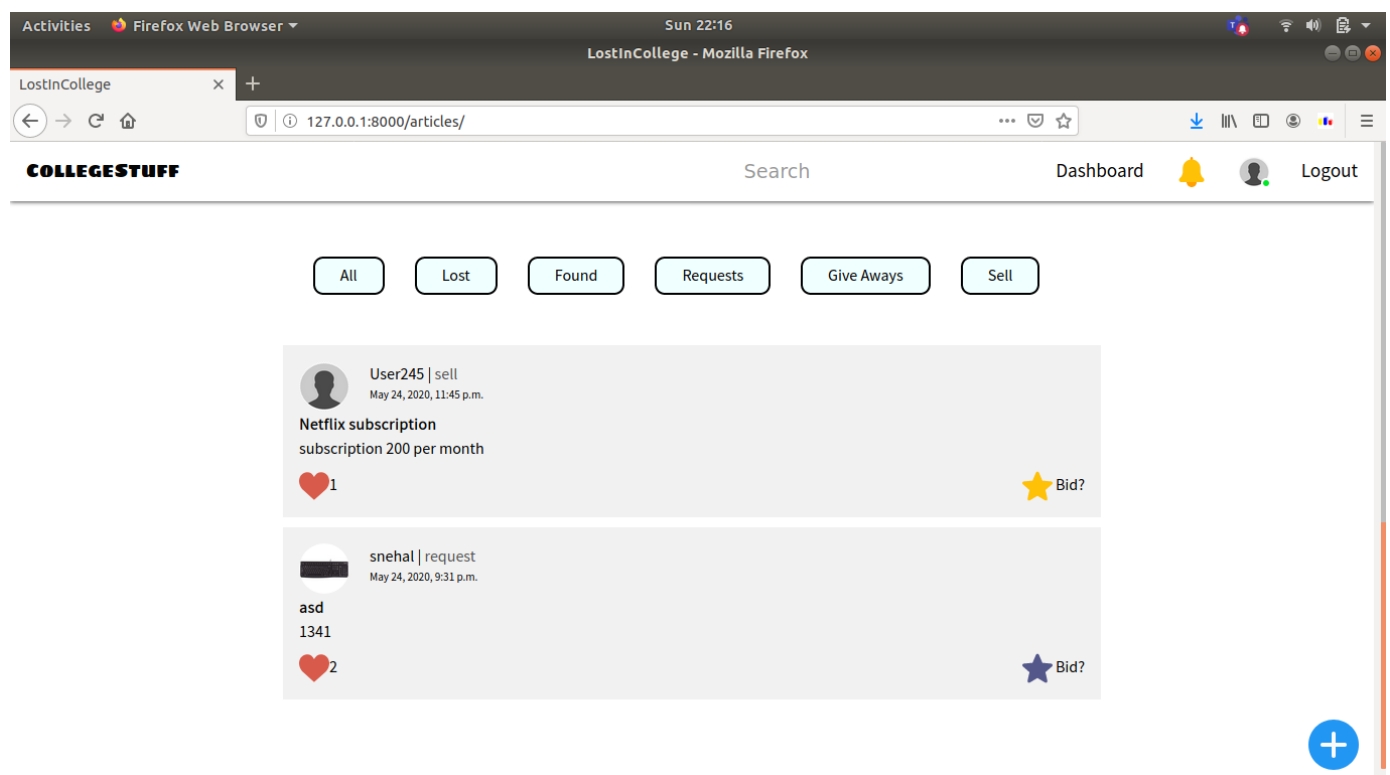 Activities Firefox Web Browser Sun 22:16
LostInCollege - Mozilla Firefox
LostInCollege
127.0.0.1:8000/articles/
CollegeStuff Search Dashboard Logout
All Lost Found Requests Give Aways Sell
User245 | sell
May 24, 2020, 11:45 p.m.
Netflix subscription
subscription 200 per month
1 Bid?
snehal | request
May 24, 2020, 9:31 p.m.
asd
1341
2 Bid?